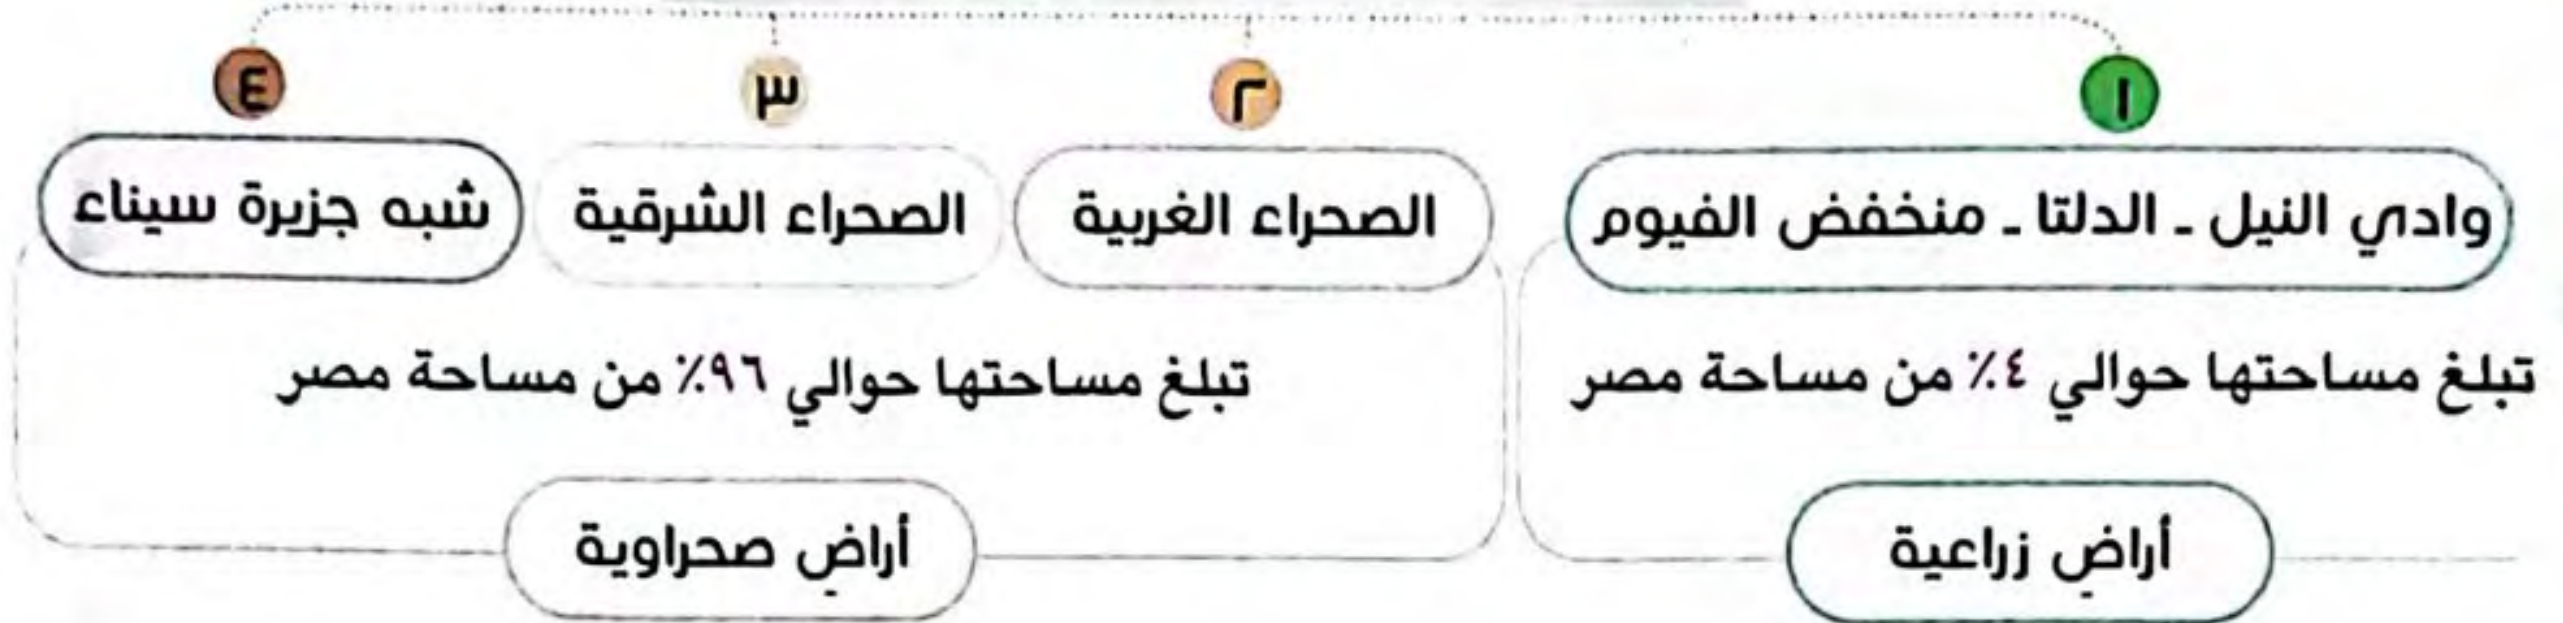 ١
٢
٣
٤
وادي النيل - الدلتا - منخفض الفيوم
الصحراء الغربية
الصحراء الشرقية
شبه جزيرة سيناء
تبلغ مساحتها حوالي ٤٪ من مساحة مصر
تبلغ مساحتها حوالي ٩٦٪ من مساحة مصر
أراضٍ زراعية
أراضٍ صحراوية